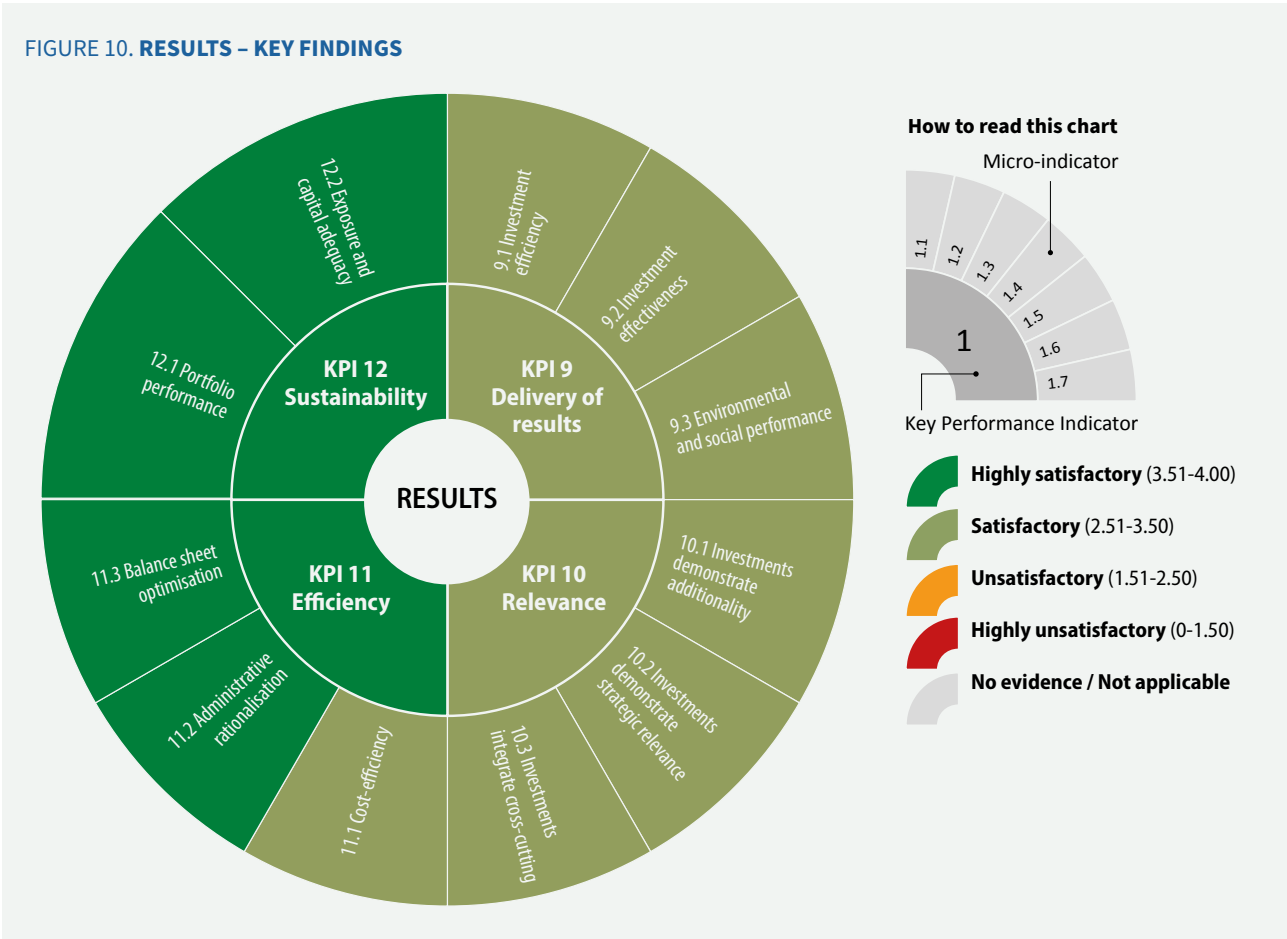 FIGURE 10. RESULTS – KEY FINDINGS
12.2 Exposure and
capital adequacy
9.1 Investment
efficiency
9.2 Investment
effectiveness
12.1 Portfolio
performance
KPI 12
Sustainability
KPI 9
Delivery of
results
9.3 Environmental
and social performance
RESULTS
11.3 Balance sheet
optimisation
KPI 11
Efficiency
KPI 10
Relevance
10.1 Investments
demonstrate
additionality
11.2 Administrative
rationalisation
10.2 Investments
demonstrate
strategic relevance
11.1 Cost-efficiency
10.3 Investments
integrate cross-cutting
How to read this chart
Micro-indicator
1.1
1.2
1.3
1.4
1.5
1.6
1.7
1
Key Performance Indicator
Highly satisfactory (3.51-4.00)
Satisfactory (2.51-3.50)
Unsatisfactory (1.51-2.50)
Highly unsatisfactory (0-1.50)
No evidence / Not applicable